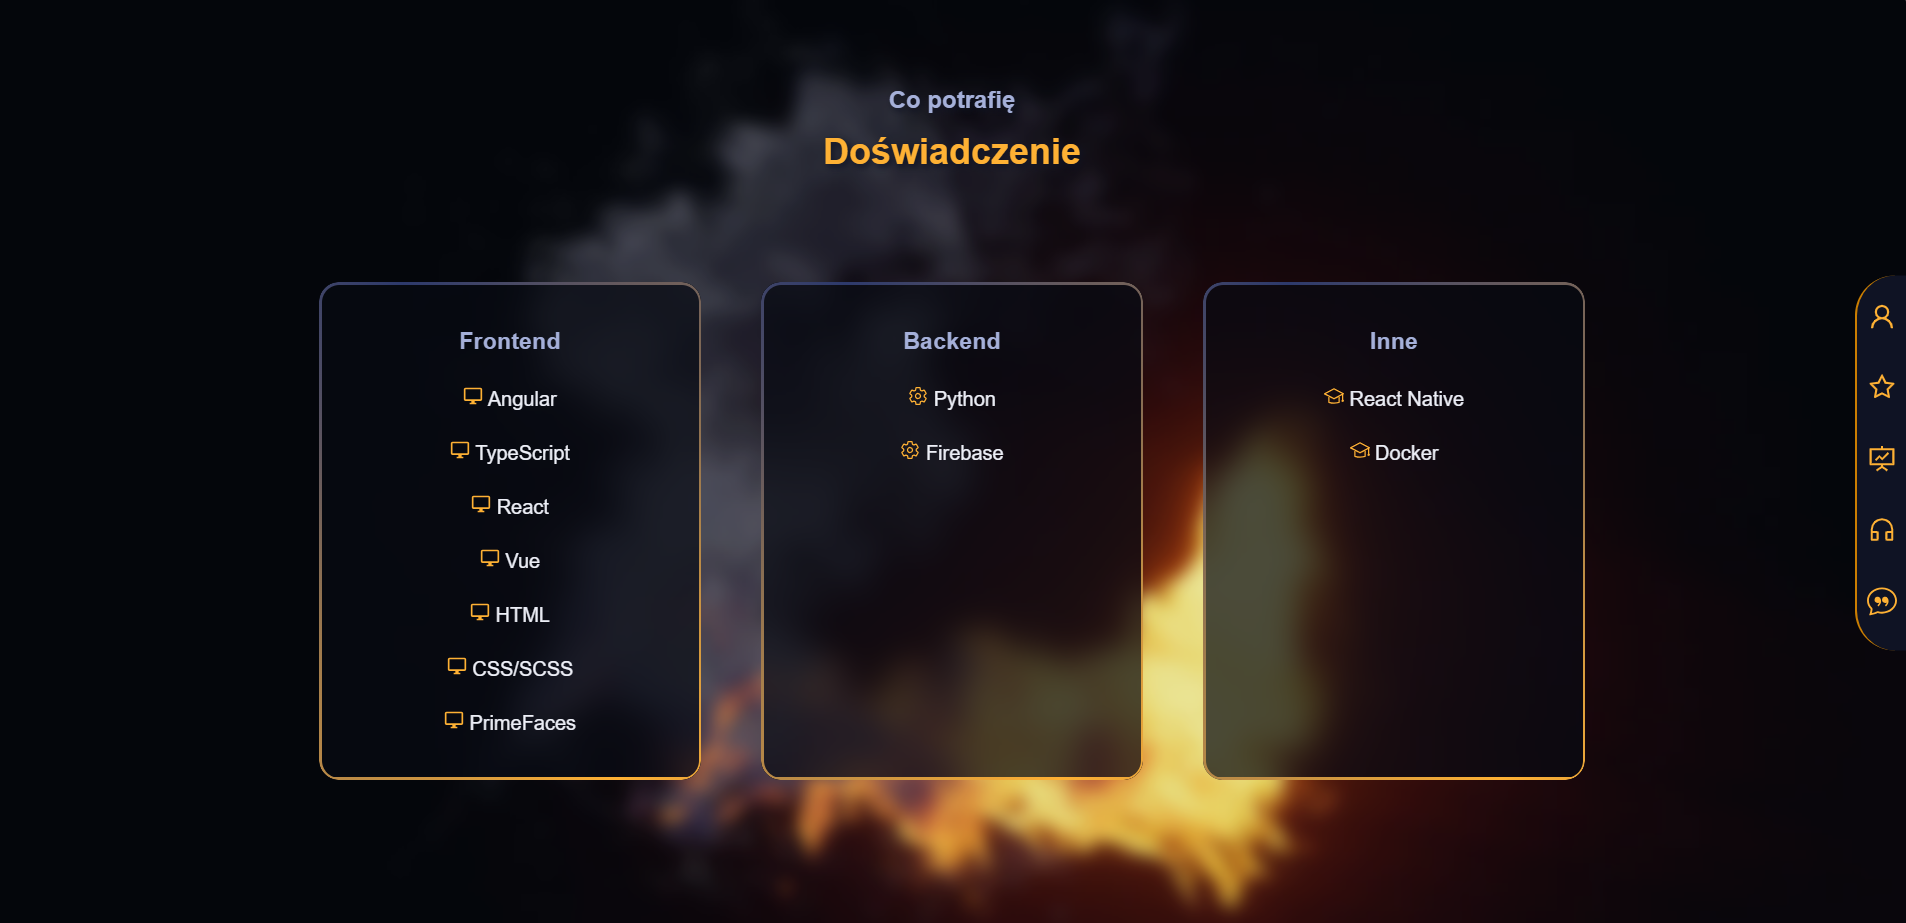 Co potrafię
Doświadczenie
Frontend
Angular
TypeScript
React
Vue
HTML
CSS/SCSS
PrimeFaces
Backend
Python
Firebase
Inne
React Native
Docker